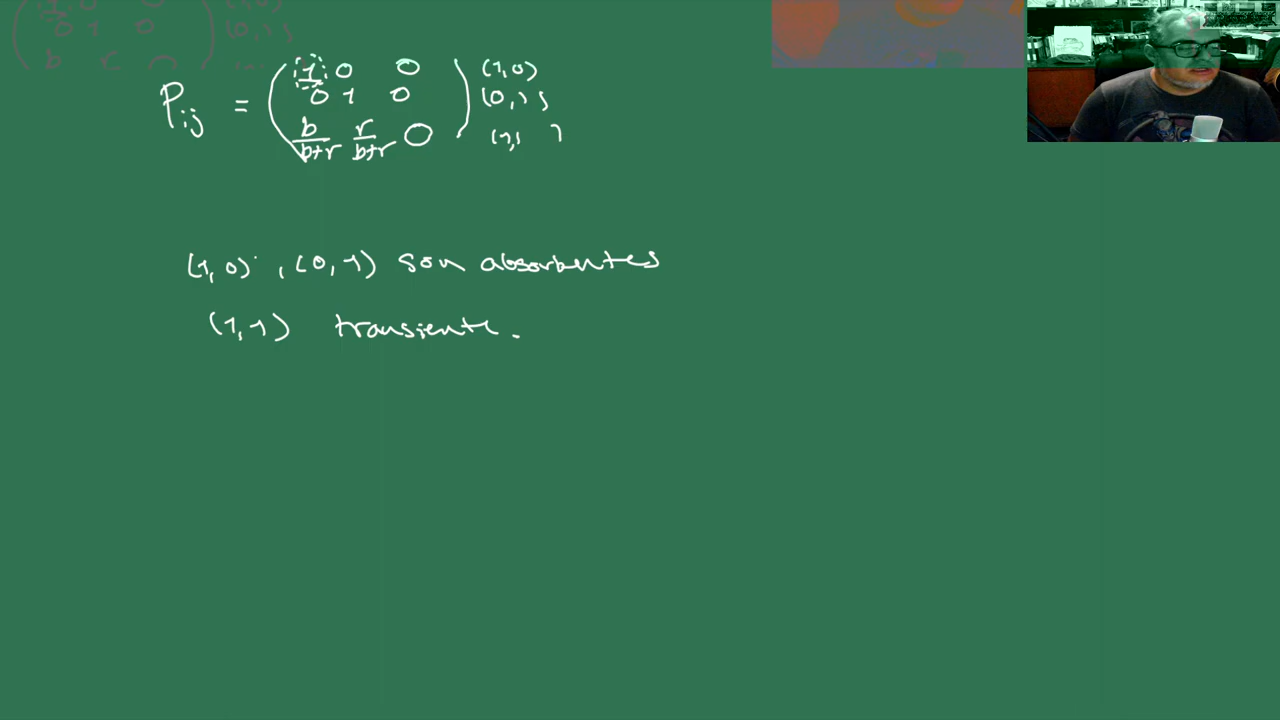 P_ij = ( 1 0 0 ) (1,0)
0 1 0 (0,1)
b/b+r r/b+r 0 (1,1)
(1,0) , (0,1) son absorbentes
(1,1) transiente.